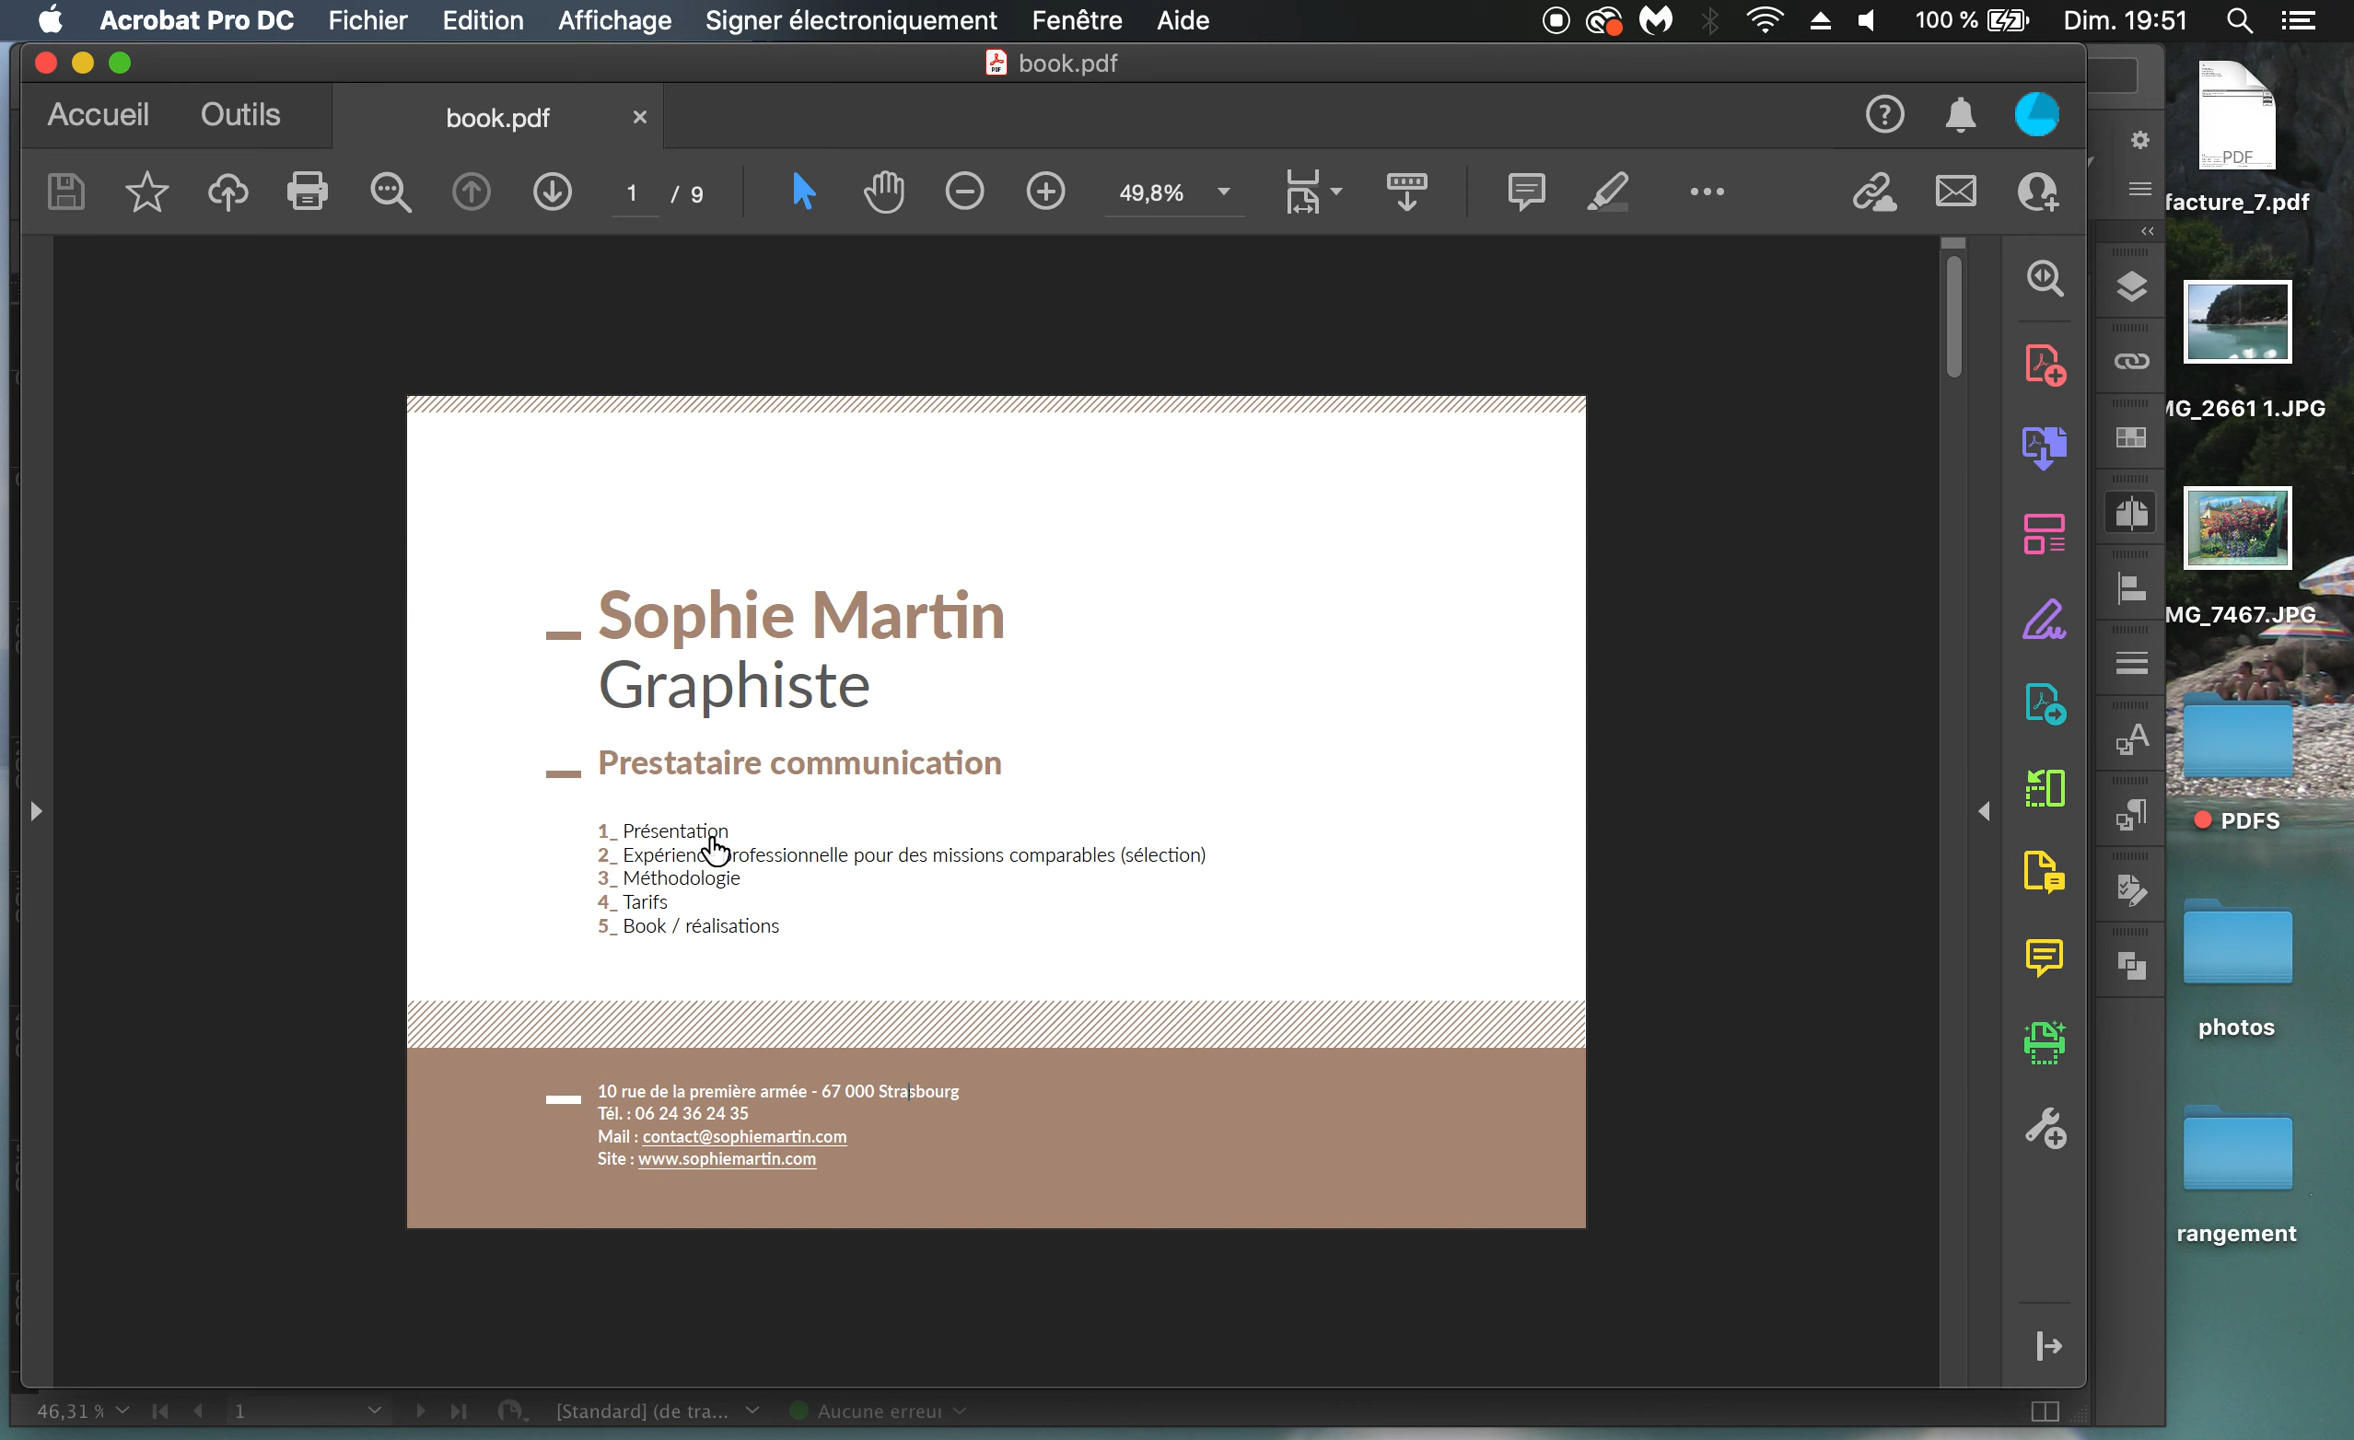 Acrobat Pro DC Fichier Edition Affichage Signer électroniquement Fenêtre Aide 100 % Dim. 19:51
book.pdf
Accueil Outils book.pdf
1 / 9 49,8%
facture_7.pdf
PDF
MG_2661 1.JPG
MG_7467.JPG
PDFS
photos
rangement
Sophie Martin
Graphiste
Prestataire communication
1_ Présentation
2_ Expérience professionnelle pour des missions comparables (sélection)
3_ Méthodologie
4_ Tarifs
5_ Book / réalisations
10 rue de la première armée - 67 000 Strasbourg
Tél. : 06 24 36 24 35
Mail : contact@sophiemartin.com
Site : www.sophiemartin.com
46,31 % 1 [Standard] (de tra... Aucune erreur